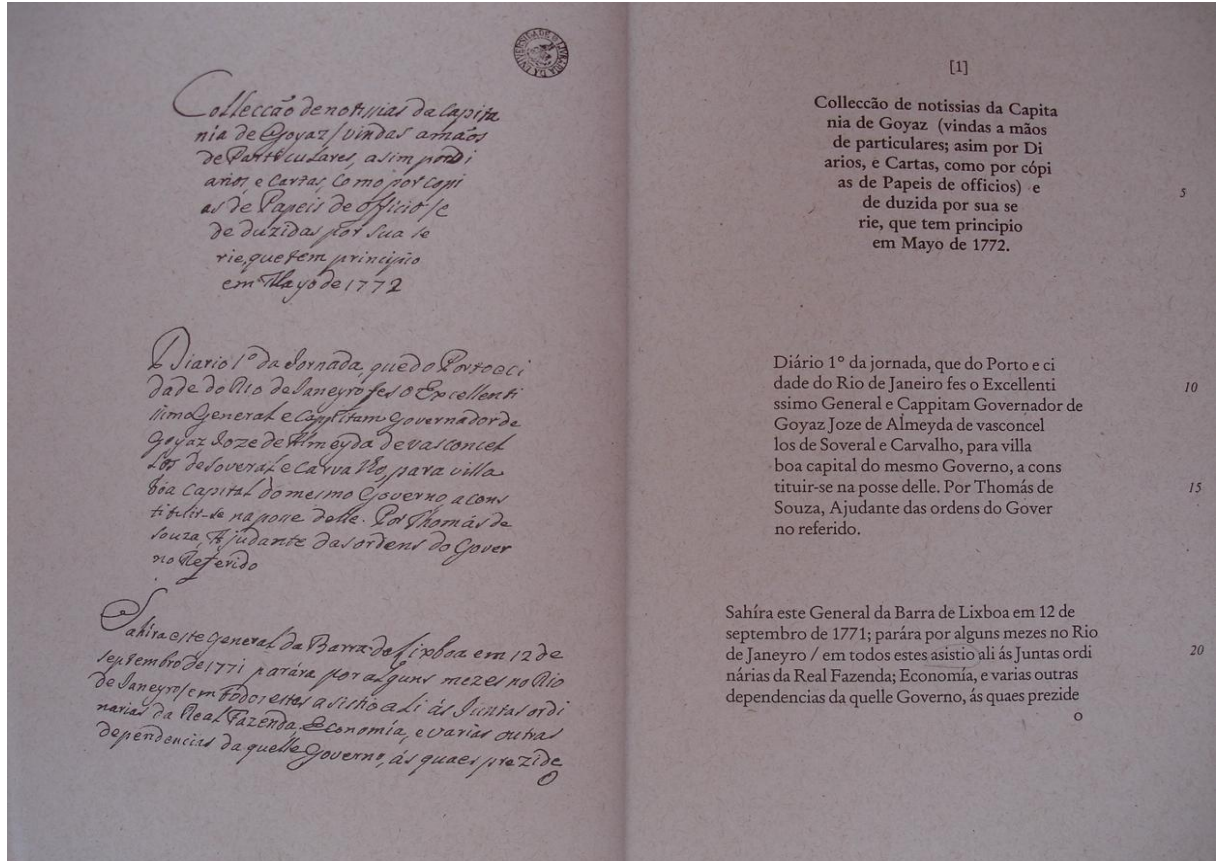 Collecção de notissias da Capita
nia de Goyaz / vindas a mãos
de Particulares, asim por di
arios, e Cartas, como por copi
as de Papeis de officio / e
de duzidas por sua se
rie, que tem principio
em Mayo de 1772
Diario 1º da Jornada, que do Porto e ci
dade do Rio de Janeyro fes o Excellenti
ssimo General e Cappitam Governador de
Goyaz Joze de Almeyda de vasconcel
los de Soveral e Carvalho, para villa
boa Capital do mesmo Governo, a cons
tituir-se na posse delle. Por Thomás de
Souza, Ajudante das ordens do Gover
no Referido
Sahira este General da Barra de Lixboa em 12 de
septembro de 1771 parára por alguns mezes no Rio
de Janeyro / em todos estes asistio ali ás Juntas ordi
narias da Real Fazenda, Economía, e varias outras
dependencias da quelle Governo, ás quaes prezide
o
[1]
Collecção de notissias da Capita
nia de Goyaz (vindas a mãos
de particulares; asim por Di
arios, e Cartas, como por cópi
as de Papeis de officios) e
5
de duzida por sua se
rie, que tem principio
em Mayo de 1772.
Diário 1º da jornada, que do Porto e ci
dade do Rio de Janeiro fes o Excellenti
10
ssimo General e Cappitam Governador de
Goyaz Joze de Almeyda de vasconcel
los de Soveral e Carvalho, para villa
boa capital do mesmo Governo, a cons
tituir-se na posse delle. Por Thomás de
15
Souza, Ajudante das ordens do Gover
no referido.
Sahíra este General da Barra de Lixboa em 12 de
septembro de 1771; parára por alguns mezes no Rio
de Janeyro / em todos estes asistio ali ás Juntas ordi
20
nárias da Real Fazenda; Economía, e varias outras
dependencias da quelle Governo, ás quaes prezide
o